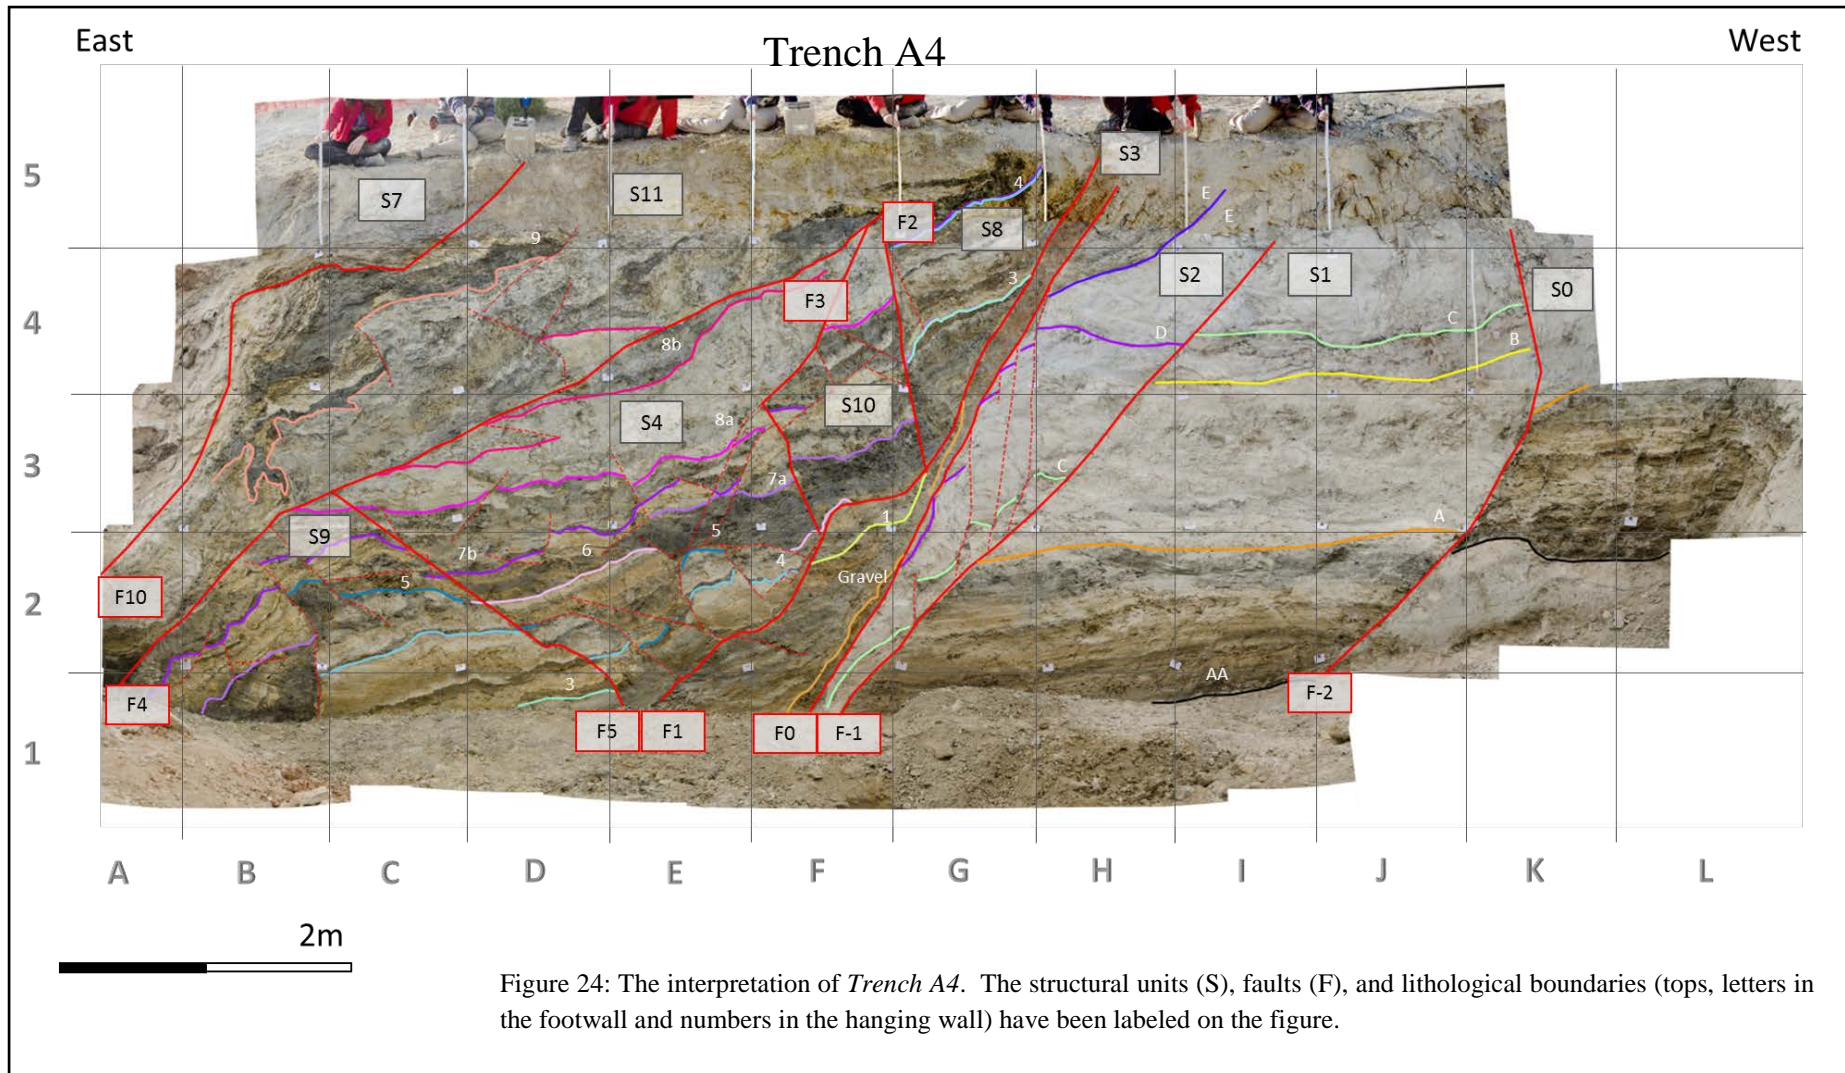 East
Trench A4
West
5
4
3
2
1
S3
S7
S11
4
E
F2
E
S8
9
S2
S1
3
S0
F3
C
D
B
8b
S10
8a
S4
C
7a
A
S9
5
1
7b
6
4
5
Gravel
F10
AA
3
F4
F-2
F5
F1
F0
F-1
A B C D E F G H I J K L
2m
Figure 24: The interpretation of Trench A4. The structural units (S), faults (F), and lithological boundaries (tops, letters in
the footwall and numbers in the hanging wall) have been labeled on the figure.